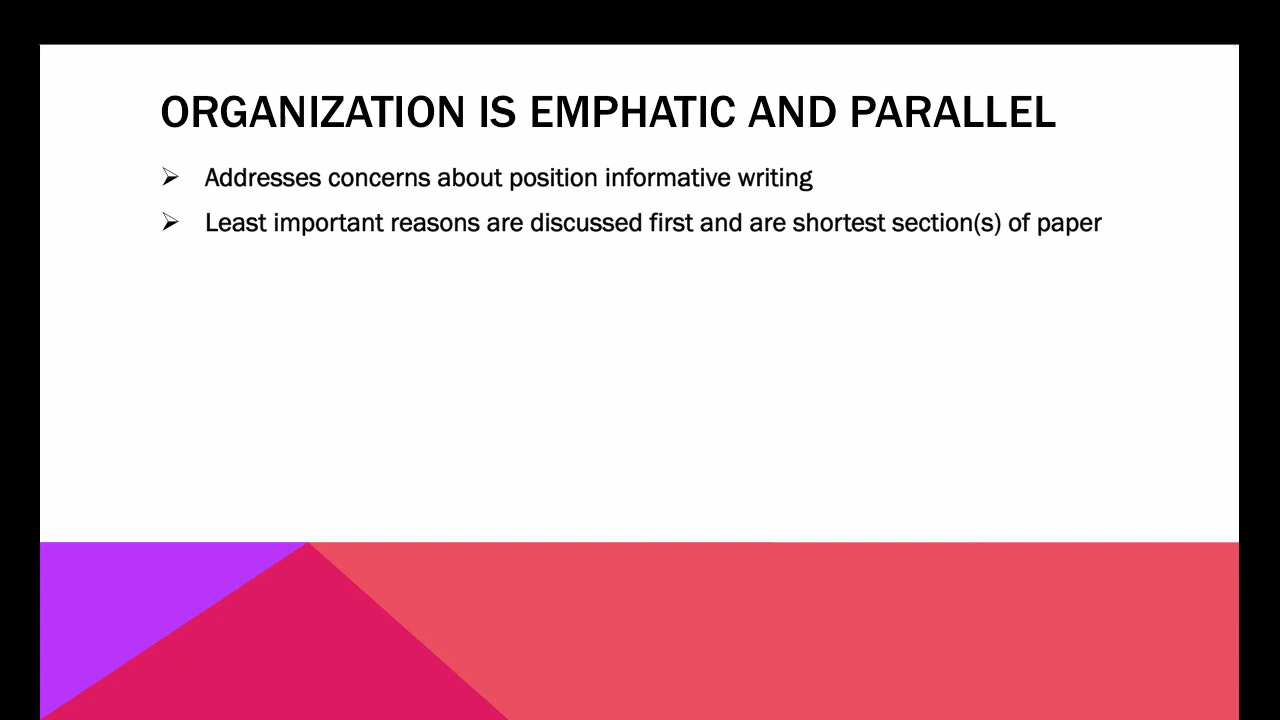 ORGANIZATION IS EMPHATIC AND PARALLEL
Addresses concerns about position informative writing
Least important reasons are discussed first and are shortest section(s) of paper